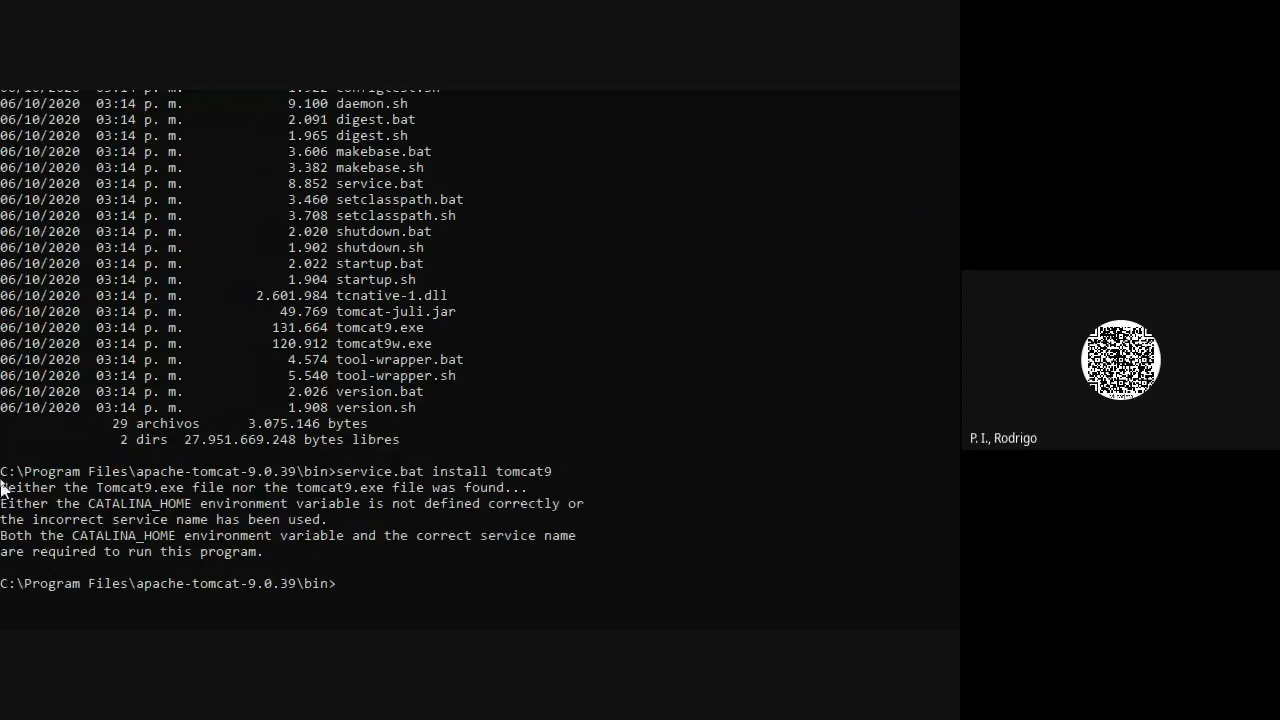 06/10/2020  03:14 p. m.             9.100 daemon.sh
06/10/2020  03:14 p. m.             2.091 digest.bat
06/10/2020  03:14 p. m.             1.965 digest.sh
06/10/2020  03:14 p. m.             3.606 makebase.bat
06/10/2020  03:14 p. m.             3.382 makebase.sh
06/10/2020  03:14 p. m.             8.852 service.bat
06/10/2020  03:14 p. m.             3.460 setclasspath.bat
06/10/2020  03:14 p. m.             3.708 setclasspath.sh
06/10/2020  03:14 p. m.             2.020 shutdown.bat
06/10/2020  03:14 p. m.             1.902 shutdown.sh
06/10/2020  03:14 p. m.             2.022 startup.bat
06/10/2020  03:14 p. m.             1.904 startup.sh
06/10/2020  03:14 p. m.         2.601.984 tcnative-1.dll
06/10/2020  03:14 p. m.            49.769 tomcat-juli.jar
06/10/2020  03:14 p. m.           131.664 tomcat9.exe
06/10/2020  03:14 p. m.           120.912 tomcat9w.exe
06/10/2020  03:14 p. m.             4.574 tool-wrapper.bat
06/10/2020  03:14 p. m.             5.540 tool-wrapper.sh
06/10/2020  03:14 p. m.             2.026 version.bat
06/10/2020  03:14 p. m.             1.908 version.sh
29 archivos      3.075.146 bytes
2 dirs  27.951.669.248 bytes libres
C:\Program Files\apache-tomcat-9.0.39\bin>service.bat install tomcat9
Neither the Tomcat9.exe file nor the tomcat9.exe file was found...
Either the CATALINA_HOME environment variable is not defined correctly or
the incorrect service name has been used.
Both the CATALINA_HOME environment variable and the correct service name
are required to run this program.
C:\Program Files\apache-tomcat-9.0.39\bin>
P. I., Rodrigo